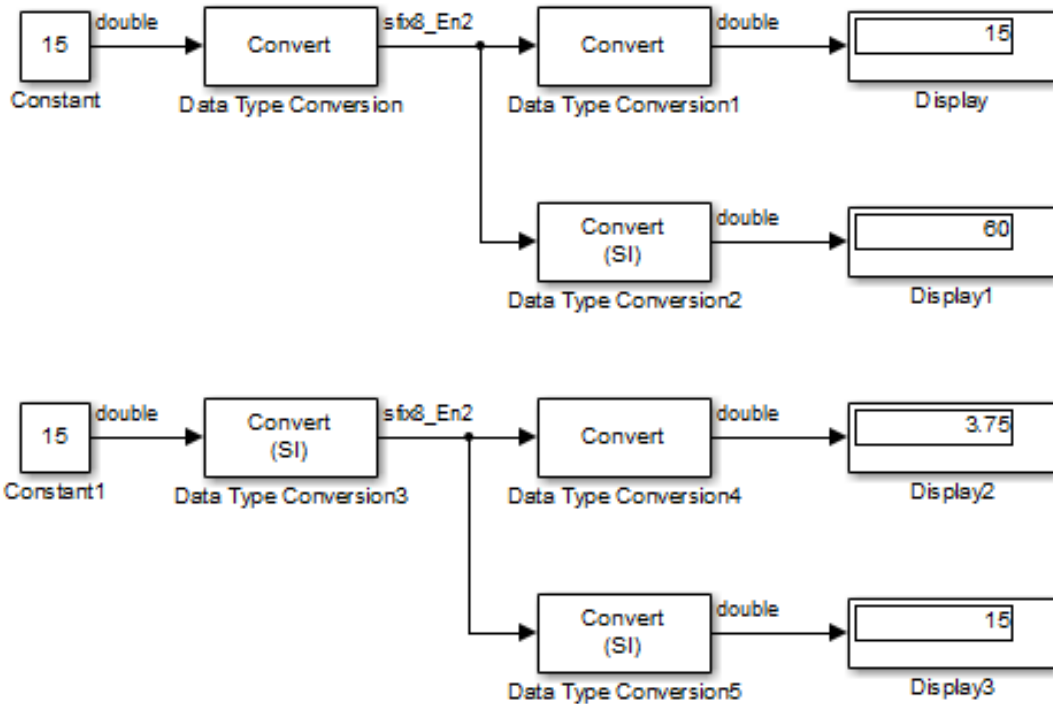 double
sfix8_En2
double
15
Convert
Convert
15
Constant
Data Type Conversion
Data Type Conversion1
Display
double
Convert
(SI)
60
Data Type Conversion2
Display1
double
sfix8_En2
double
15
Convert
(SI)
Convert
3.75
Constant1
Data Type Conversion3
Data Type Conversion4
Display2
double
Convert
(SI)
15
Data Type Conversion5
Display3